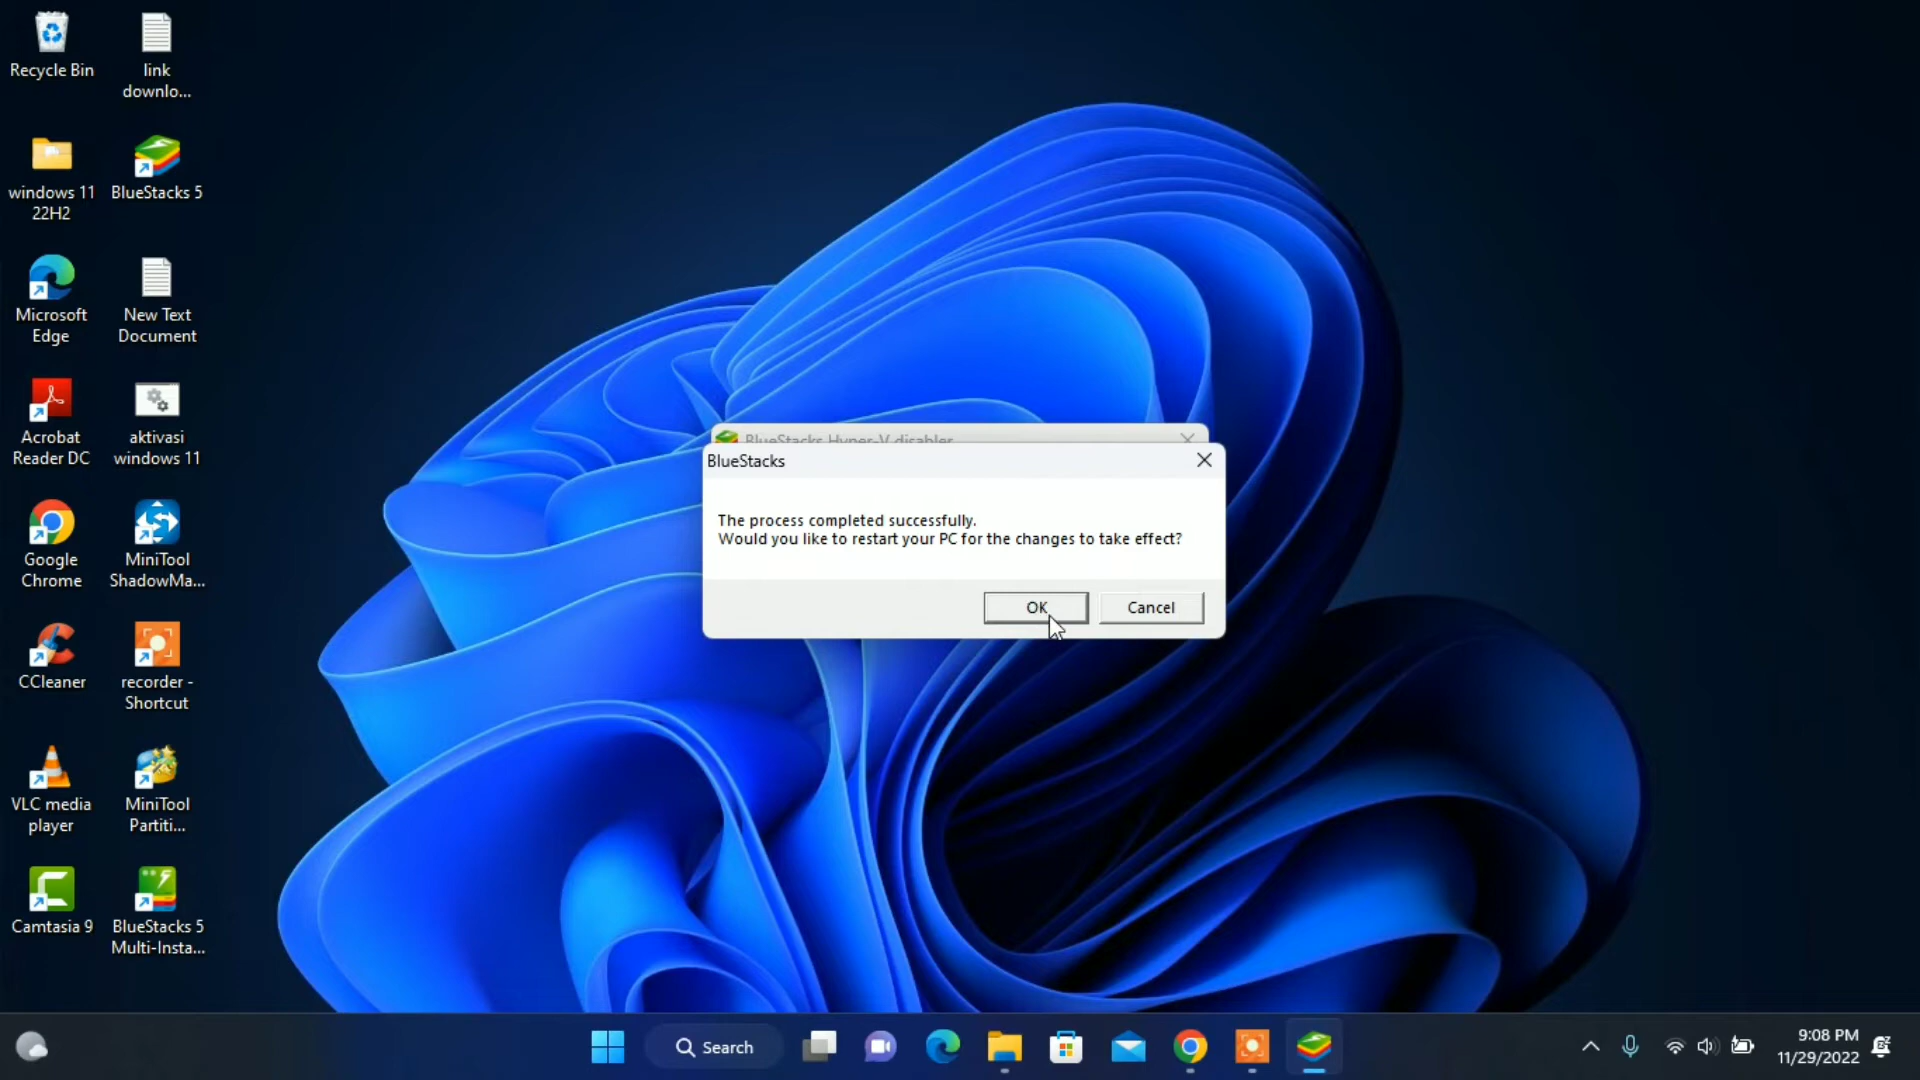 Recycle Bin
link
downlo...
windows 11
22H2
BlueStacks 5
Microsoft
Edge
New Text
Document
Acrobat
Reader DC
aktivasi
windows 11
Google
Chrome
MiniTool
ShadowMa...
CCleaner
recorder -
Shortcut
VLC media
player
MiniTool
Partiti...
Camtasia 9
BlueStacks 5
Multi-Insta...
BlueStacks Hyper-V disabler
BlueStacks
The process completed successfully.
Would you like to restart your PC for the changes to take effect?
OK
Cancel
Search
9:08 PM
11/29/2022